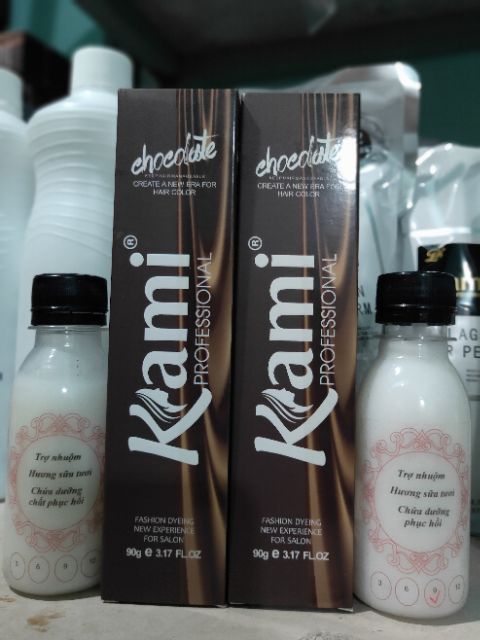 chocolate
CREATE A NEW ERA FOR
HAIR COLOR
Kami®
PROFESSIONAL
FASHION DYEING
NEW EXPERIENCE
FOR SALON
90g e 3.17 FL.OZ
chocolate
CREATE A NEW ERA FOR
HAIR COLOR
Kami®
PROFESSIONAL
FASHION DYEING
NEW EXPERIENCE
FOR SALON
90g e 3.17 FL.OZ
Trợ nhuộm
Hương sữa tươi
Chứa dưỡng
chất phục hồi
3 6 9 12
Trợ nhuộm
Hương sữa tươi
Chứa dưỡng
phục hồi
3 6 9 12